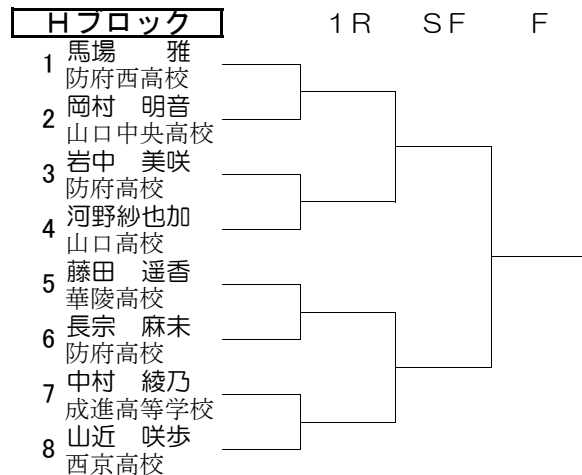 Ｈブロック　１Ｒ　ＳＦ　Ｆ
1 馬場　雅
防府西高校
2 岡村　明音
山口中央高校
3 岩中　美咲
防府高校
4 河野紗也加
山口高校
5 藤田　遥香
華陵高校
6 長宗　麻未
防府高校
7 中村　綾乃
成進高等学校
8 山近　咲歩
西京高校